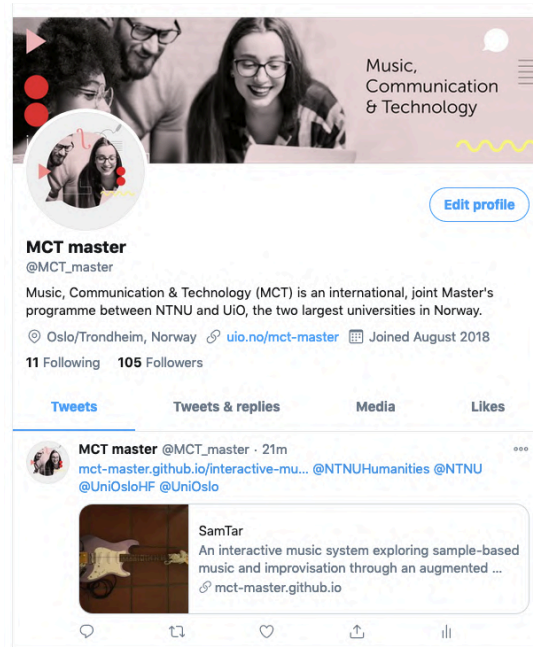 Music,
Communication
& Technology
Edit profile
MCT master
@MCT_master
Music, Communication & Technology (MCT) is an international, joint Master's
programme between NTNU and UiO, the two largest universities in Norway.
Oslo/Trondheim, Norway uio.no/mct-master Joined August 2018
11 Following 105 Followers
Tweets Tweets & replies Media Likes
MCT master @MCT_master · 21m
mct-master.github.io/interactive-mu... @NTNUHumanities @NTNU
@UniOsloHF @UniOslo
SamTar
An interactive music system exploring sample-based
music and improvisation through an augmented ...
mct-master.github.io